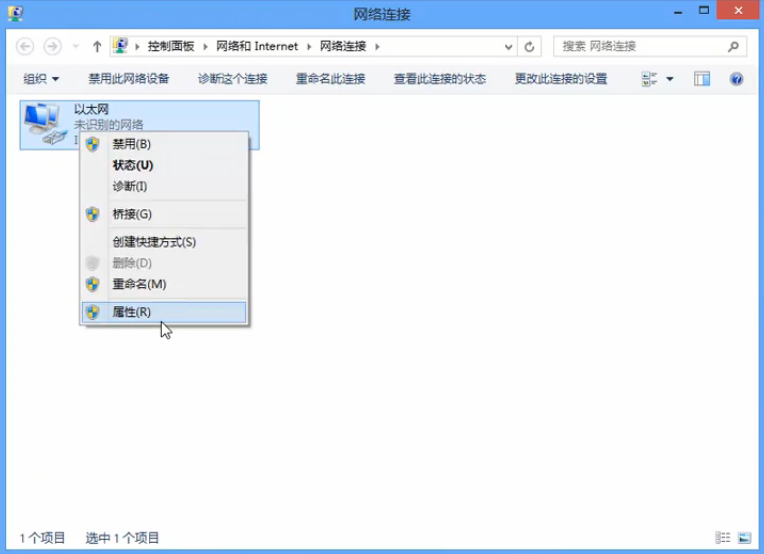 网络连接
控制面板 网络和 Internet 网络连接
搜索 网络连接
组织 禁用此网络设备 诊断这个连接 重命名此连接 查看此连接的状态 更改此连接的设置
以太网
未识别的网络
禁用(B)
状态(U)
诊断(I)
桥接(G)
创建快捷方式(S)
删除(D)
重命名(M)
属性(R)
1 个项目 选中 1 个项目